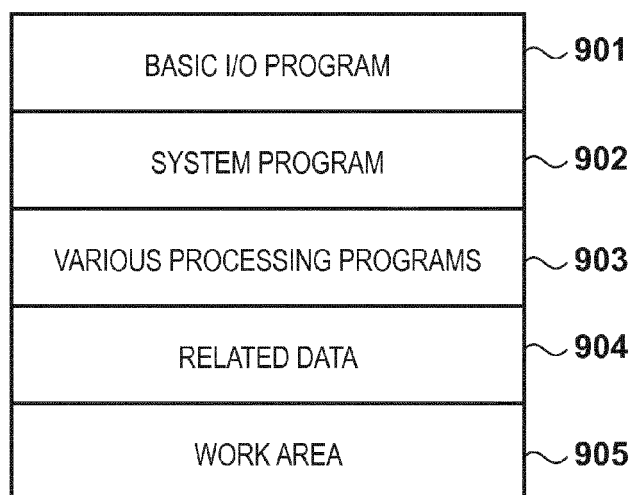 BASIC I/O PROGRAM 901
SYSTEM PROGRAM 902
VARIOUS PROCESSING PROGRAMS 903
RELATED DATA 904
WORK AREA 905